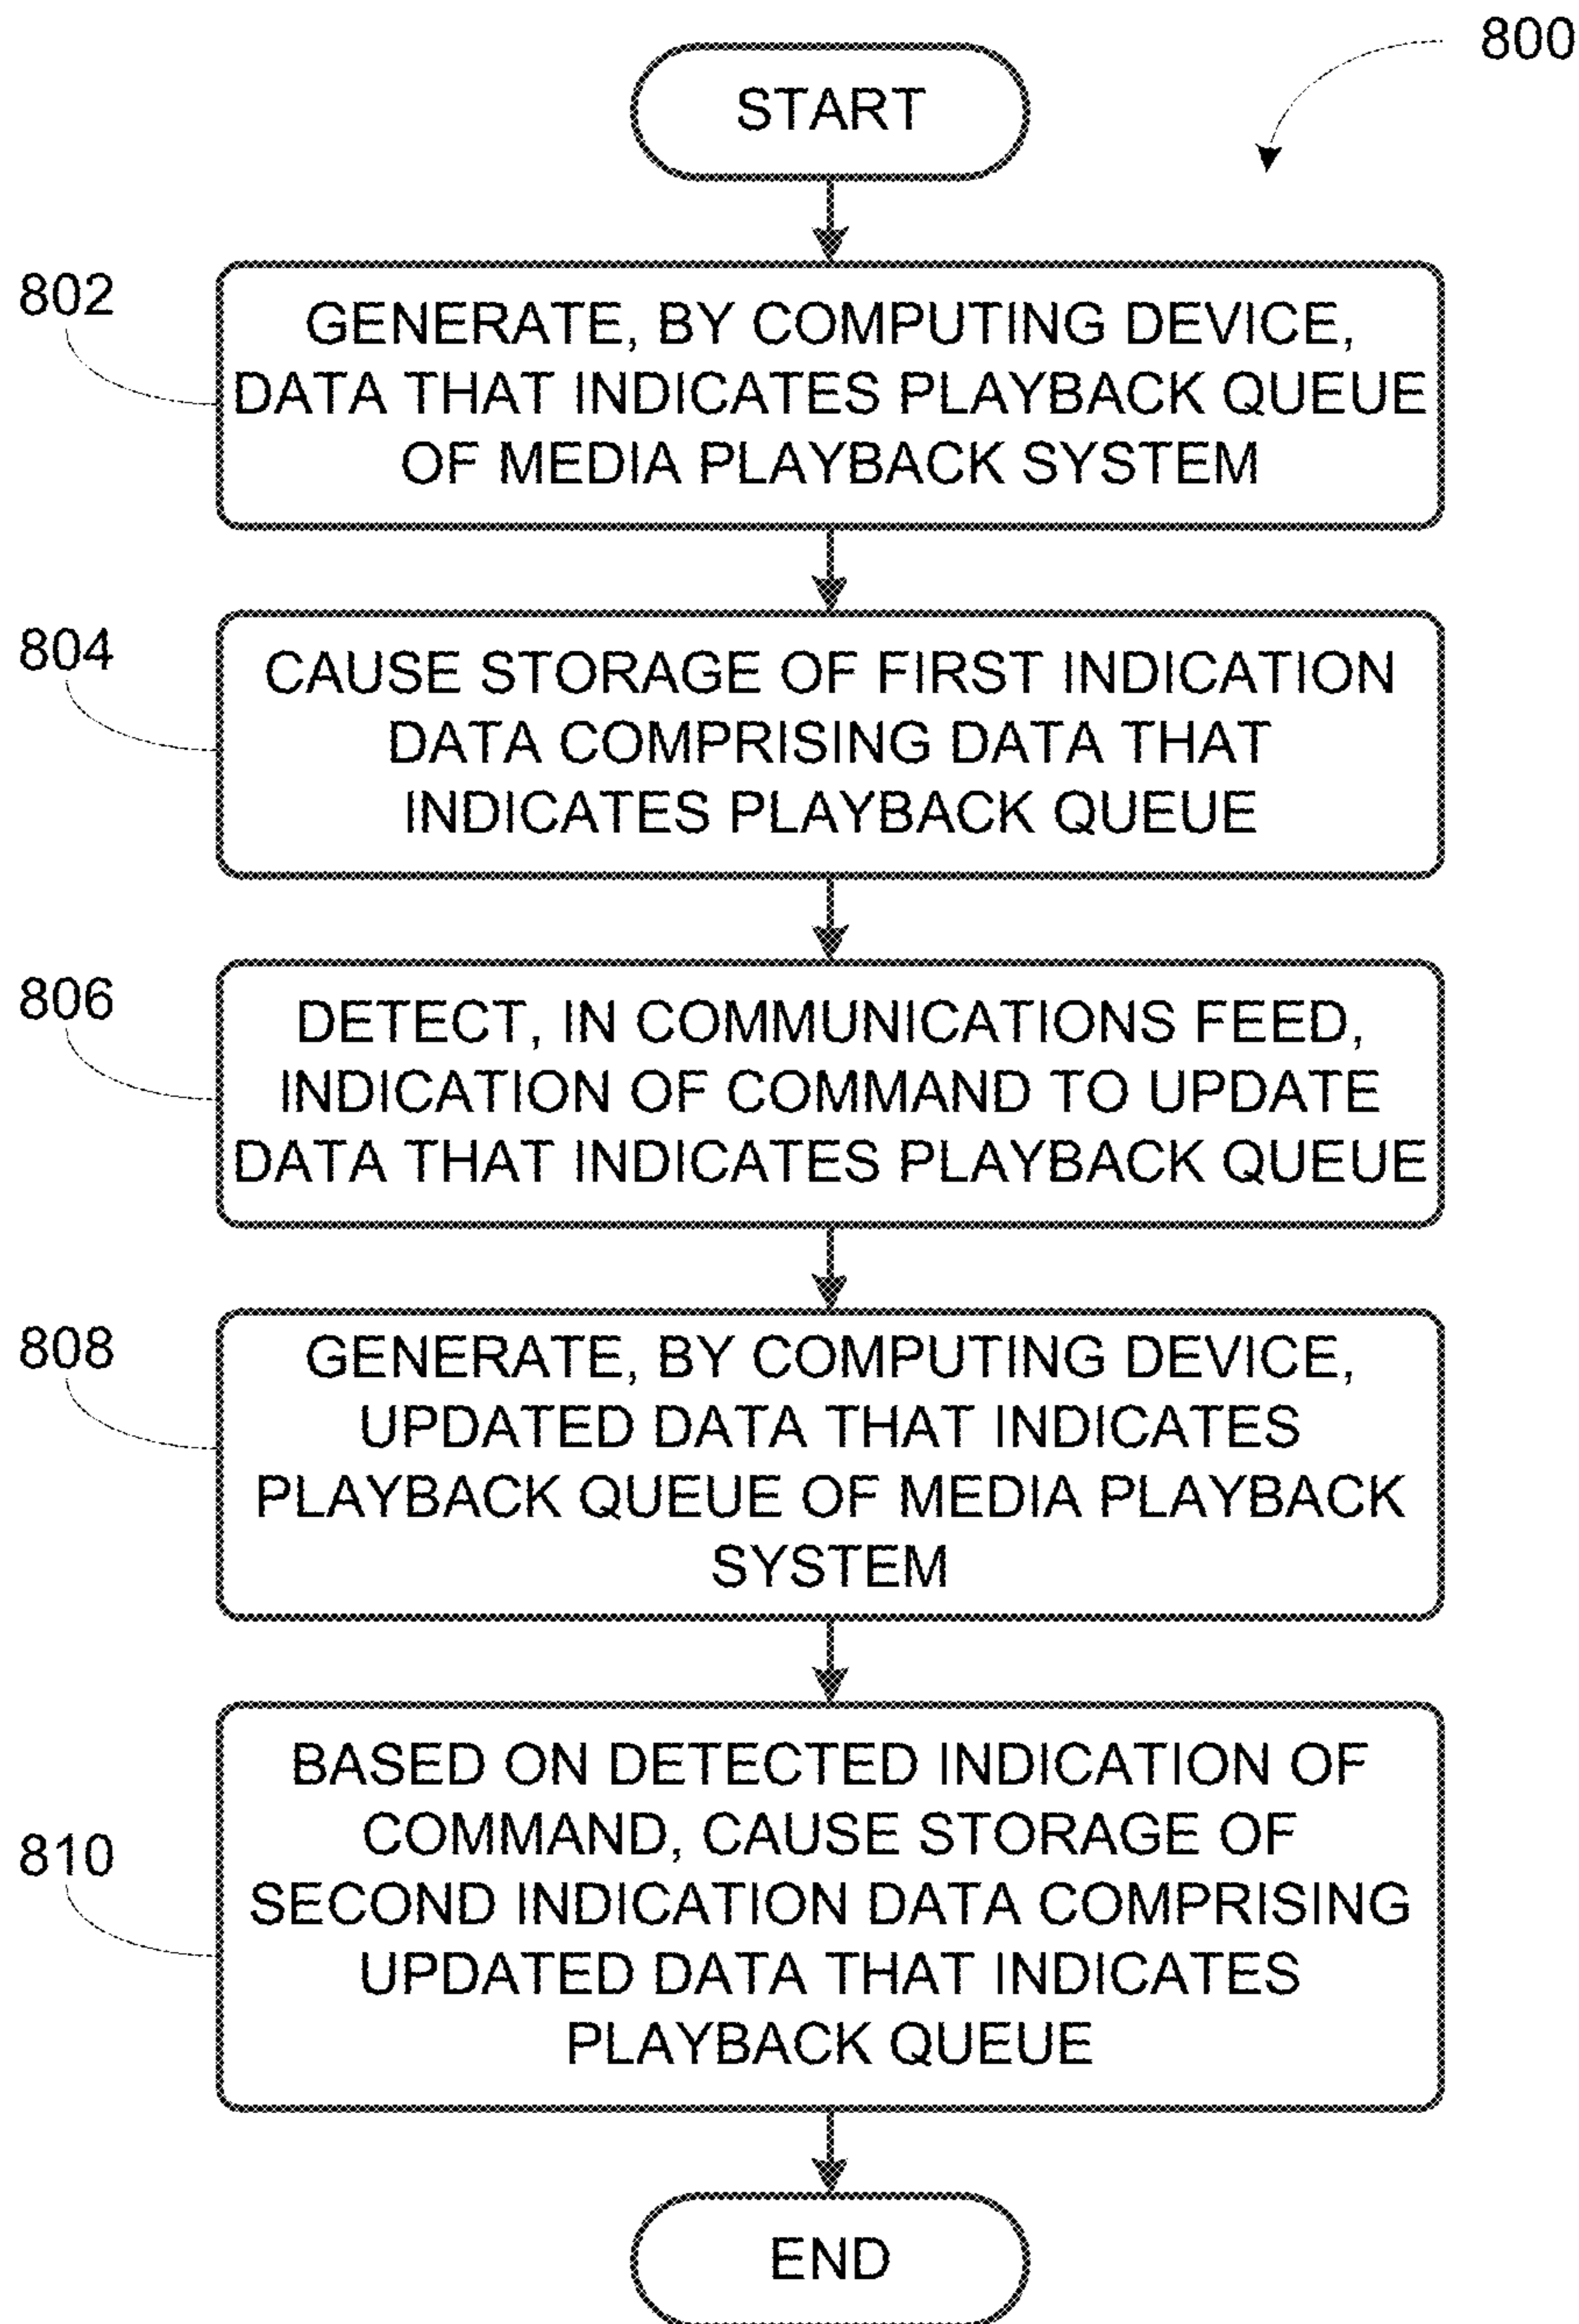 800
START
802
GENERATE, BY COMPUTING DEVICE,
DATA THAT INDICATES PLAYBACK QUEUE
OF MEDIA PLAYBACK SYSTEM
804
CAUSE STORAGE OF FIRST INDICATION
DATA COMPRISING DATA THAT
INDICATES PLAYBACK QUEUE
806
DETECT, IN COMMUNICATIONS FEED,
INDICATION OF COMMAND TO UPDATE
DATA THAT INDICATES PLAYBACK QUEUE
808
GENERATE, BY COMPUTING DEVICE,
UPDATED DATA THAT INDICATES
PLAYBACK QUEUE OF MEDIA PLAYBACK
SYSTEM
810
BASED ON DETECTED INDICATION OF
COMMAND, CAUSE STORAGE OF
SECOND INDICATION DATA COMPRISING
UPDATED DATA THAT INDICATES
PLAYBACK QUEUE
END